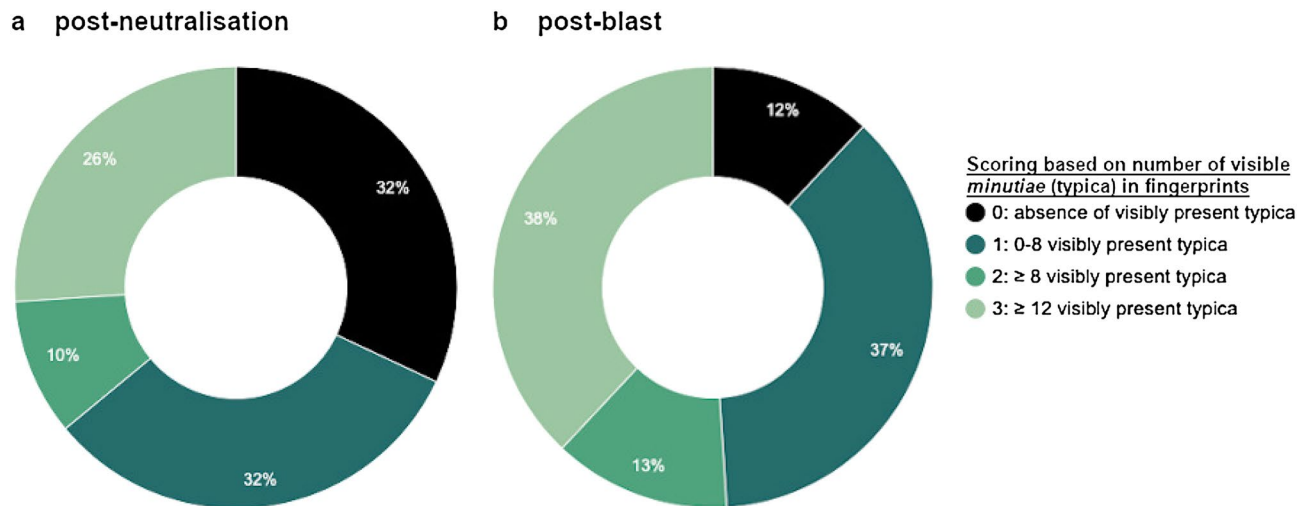 a post-neutralisation
b post-blast
32%
32%
10%
26%
12%
37%
13%
38%
Scoring based on number of visible
minutiae (typica) in fingerprints
0: absence of visibly present typica
1: 0-8 visibly present typica
2: ≥ 8 visibly present typica
3: ≥ 12 visibly present typica